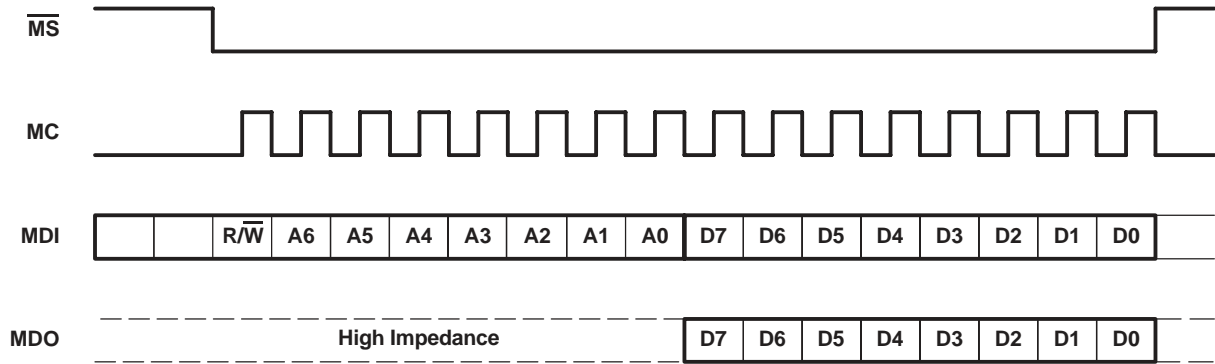 M̅S̅
MC
MDI R/W̅ A6 A5 A4 A3 A2 A1 A0 D7 D6 D5 D4 D3 D2 D1 D0
MDO High Impedance D7 D6 D5 D4 D3 D2 D1 D0